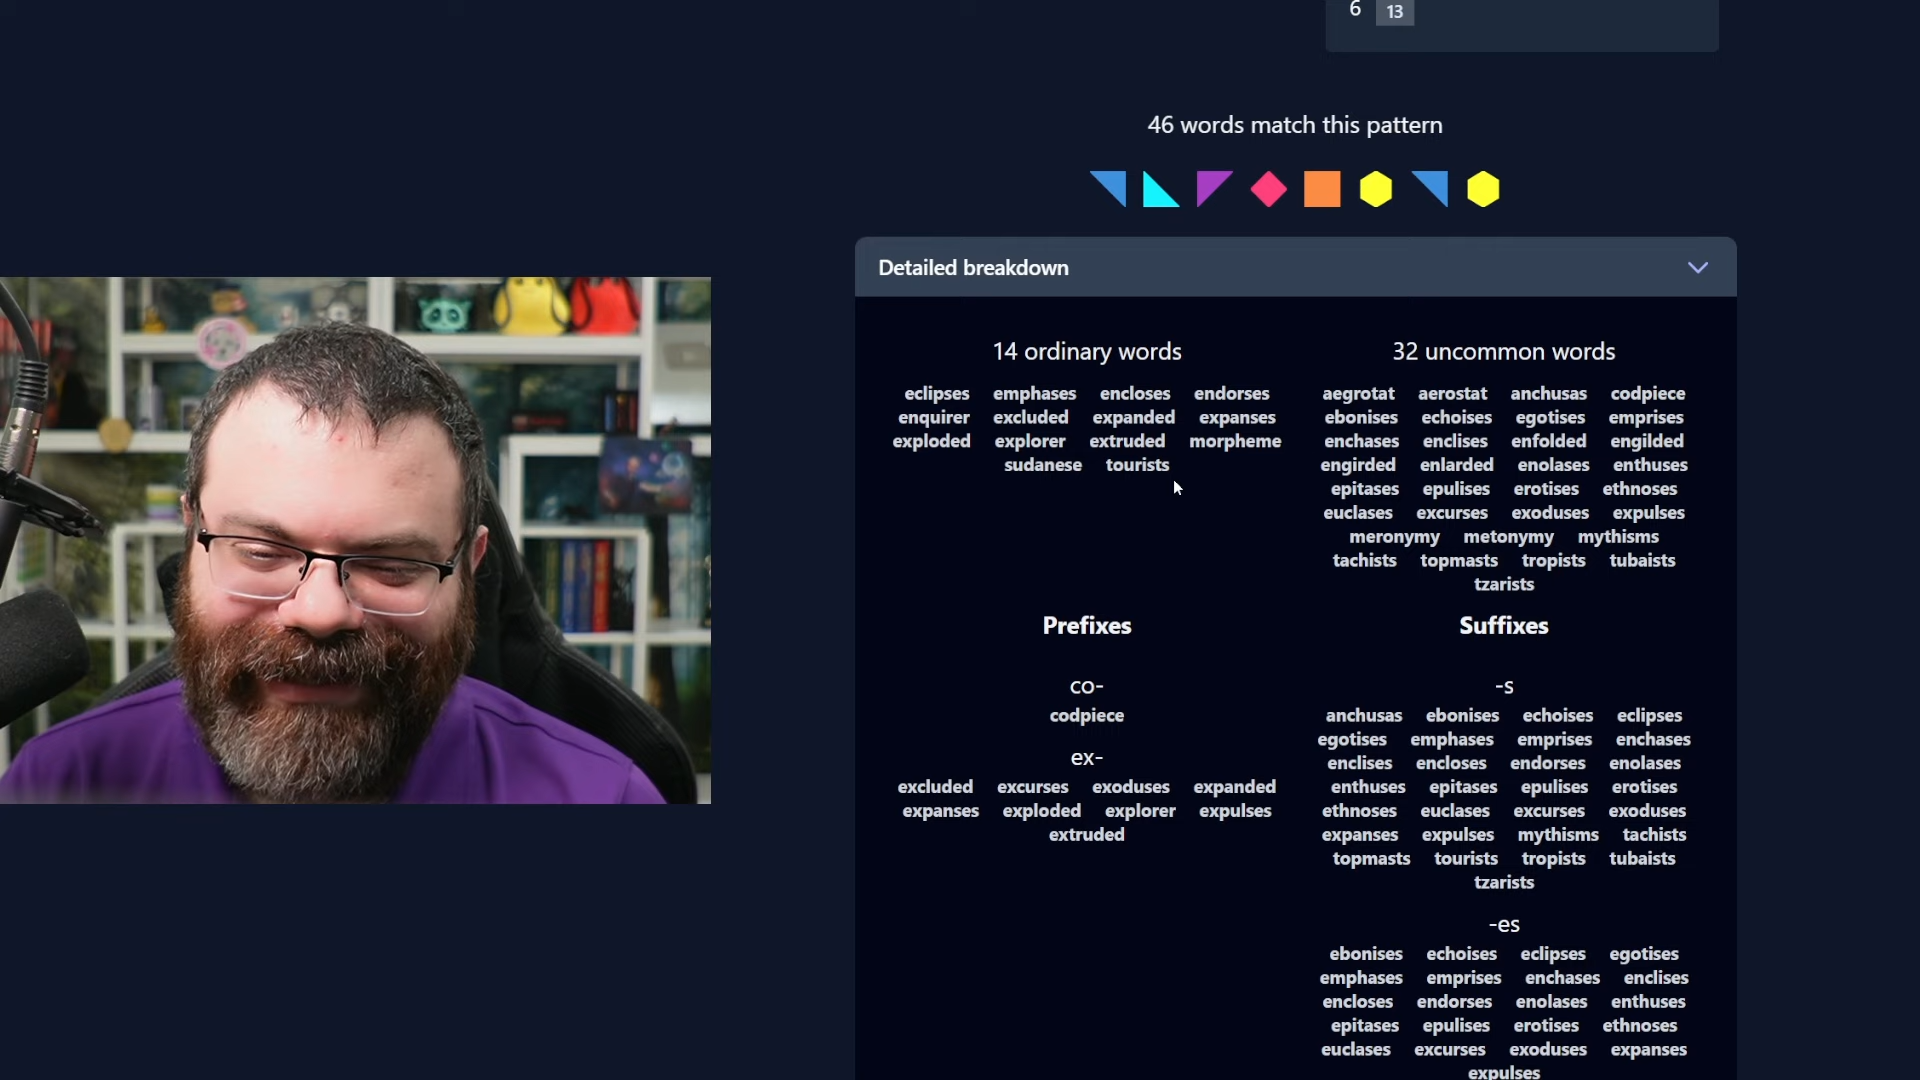 6 13
46 words match this pattern
Detailed breakdown
14 ordinary words
eclipses emphases encloses endorses
enquirer excluded expanded expanses
exploded explorer extruded morpheme
sudanese tourists
32 uncommon words
aegrotat aerostat anchusas codpiece
ebonises echoises egotises emprises
enchases enclises enfolded engilded
engirded enlarded enolases enthuses
epitases epulises erotises ethnoses
euclases excurses exoduses expulses
meronymy metonymy mythisms
tachists topmasts tropists tubaists
tzarists
Prefixes
co-
codpiece
ex-
excluded excurses exoduses expanded
expanses exploded explorer expulses
extruded
Suffixes
-s
anchusas ebonises echoises eclipses
egotises emphases emprises enchases
enclises encloses endorses enolases
enthuses epitases epulises erotises
ethnoses euclases excurses exoduses
expanses expulses mythisms tachists
topmasts tourists tropists tubaists
tzarists
-es
ebonises echoises eclipses egotises
emphases emprises enchases enclises
encloses endorses enolases enthuses
epitases epulises erotises ethnoses
euclases excurses exoduses expanses
expulses